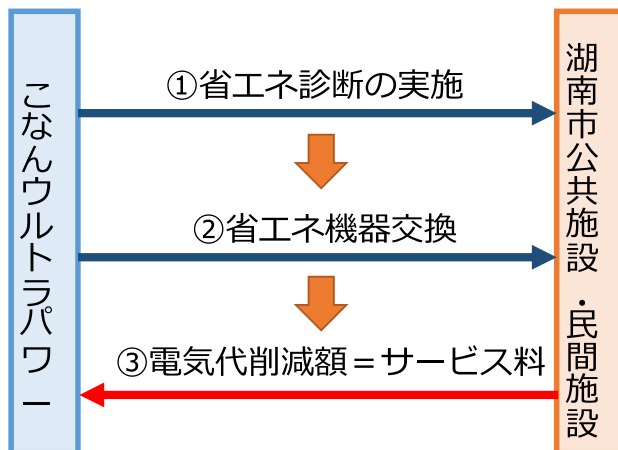 こなんウルトラパワー
①省エネ診断の実施
②省エネ機器交換
③電気代削減額＝サービス料
湖南市公共施設・民間施設